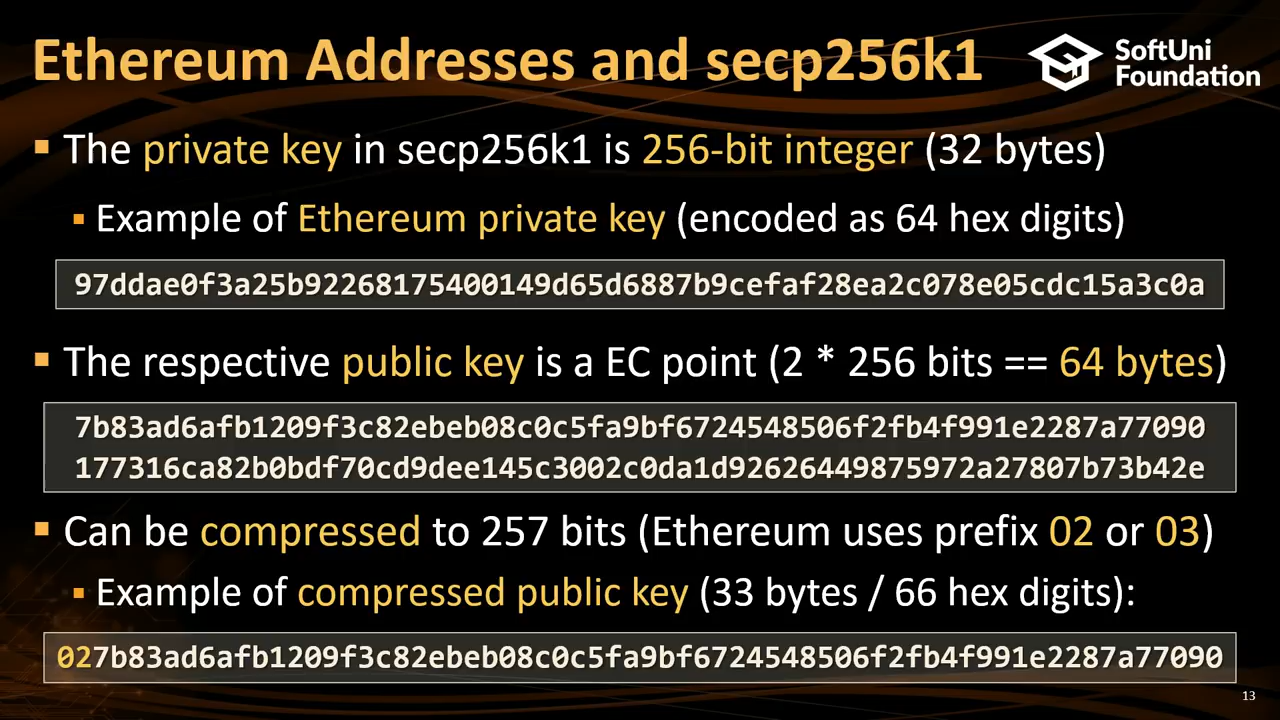 Ethereum Addresses and secp256k1
SoftUni
Foundation
▪ The private key in secp256k1 is 256-bit integer (32 bytes)
▪ Example of Ethereum private key (encoded as 64 hex digits)
97ddae0f3a25b92268175400149d65d6887b9cefaf28ea2c078e05cdc15a3c0a
▪ The respective public key is a EC point (2 * 256 bits == 64 bytes)
7b83ad6afb1209f3c82ebeb08c0c5fa9bf6724548506f2fb4f991e2287a77090
177316ca82b0bdf70cd9dee145c3002c0da1d92626449875972a27807b73b42e
▪ Can be compressed to 257 bits (Ethereum uses prefix 02 or 03)
▪ Example of compressed public key (33 bytes / 66 hex digits):
027b83ad6afb1209f3c82ebeb08c0c5fa9bf6724548506f2fb4f991e2287a77090
13